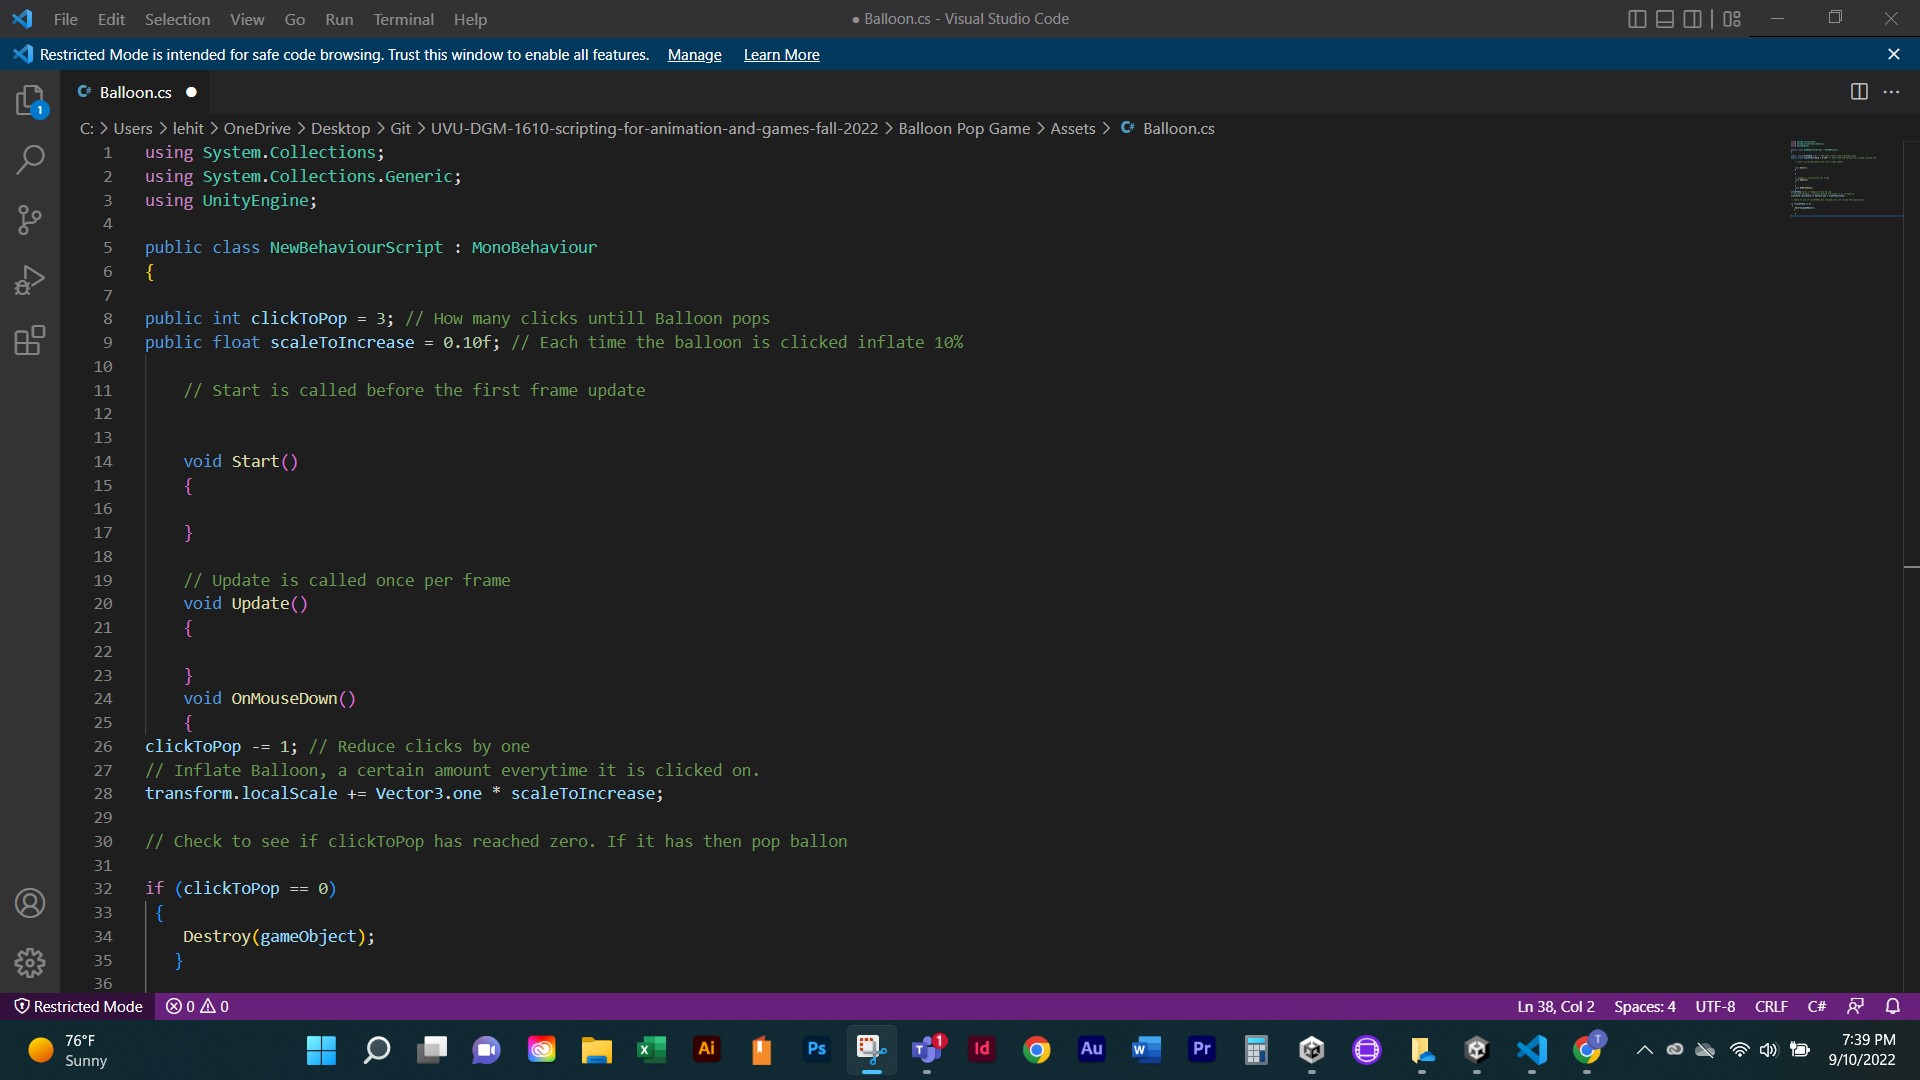 File Edit Selection View Go Run Terminal Help ● Balloon.cs - Visual Studio Code
Restricted Mode is intended for safe code browsing. Trust this window to enable all features. Manage Learn More
1
C# Balloon.cs ●
C: > Users > lehit > OneDrive > Desktop > Git > UVU-DGM-1610-scripting-for-animation-and-games-fall-2022 > Balloon Pop Game > Assets > C# Balloon.cs
1 using System.Collections;
2 using System.Collections.Generic;
3 using UnityEngine;
4
5 public class NewBehaviourScript : MonoBehaviour
6 {
7
8 public int clickToPop = 3; // How many clicks untill Balloon pops
9 public float scaleToIncrease = 0.10f; // Each time the balloon is clicked inflate 10%
10
11     // Start is called before the first frame update
12
13
14     void Start()
15     {
16
17     }
18
19     // Update is called once per frame
20     void Update()
21     {
22
23     }
24     void OnMouseDown()
25     {
26 clickToPop -= 1; // Reduce clicks by one
27 // Inflate Balloon, a certain amount everytime it is clicked on.
28 transform.localScale += Vector3.one * scaleToIncrease;
29
30 // Check to see if clickToPop has reached zero. If it has then pop ballon
31
32 if (clickToPop == 0)
33  {
34     Destroy(gameObject);
35    }
36
Restricted Mode 0 0 Ln 38, Col 2 Spaces: 4 UTF-8 CRLF C#
76°F
Sunny
Ai Ps T 1 Id Au W Pr T
7:39 PM
9/10/2022